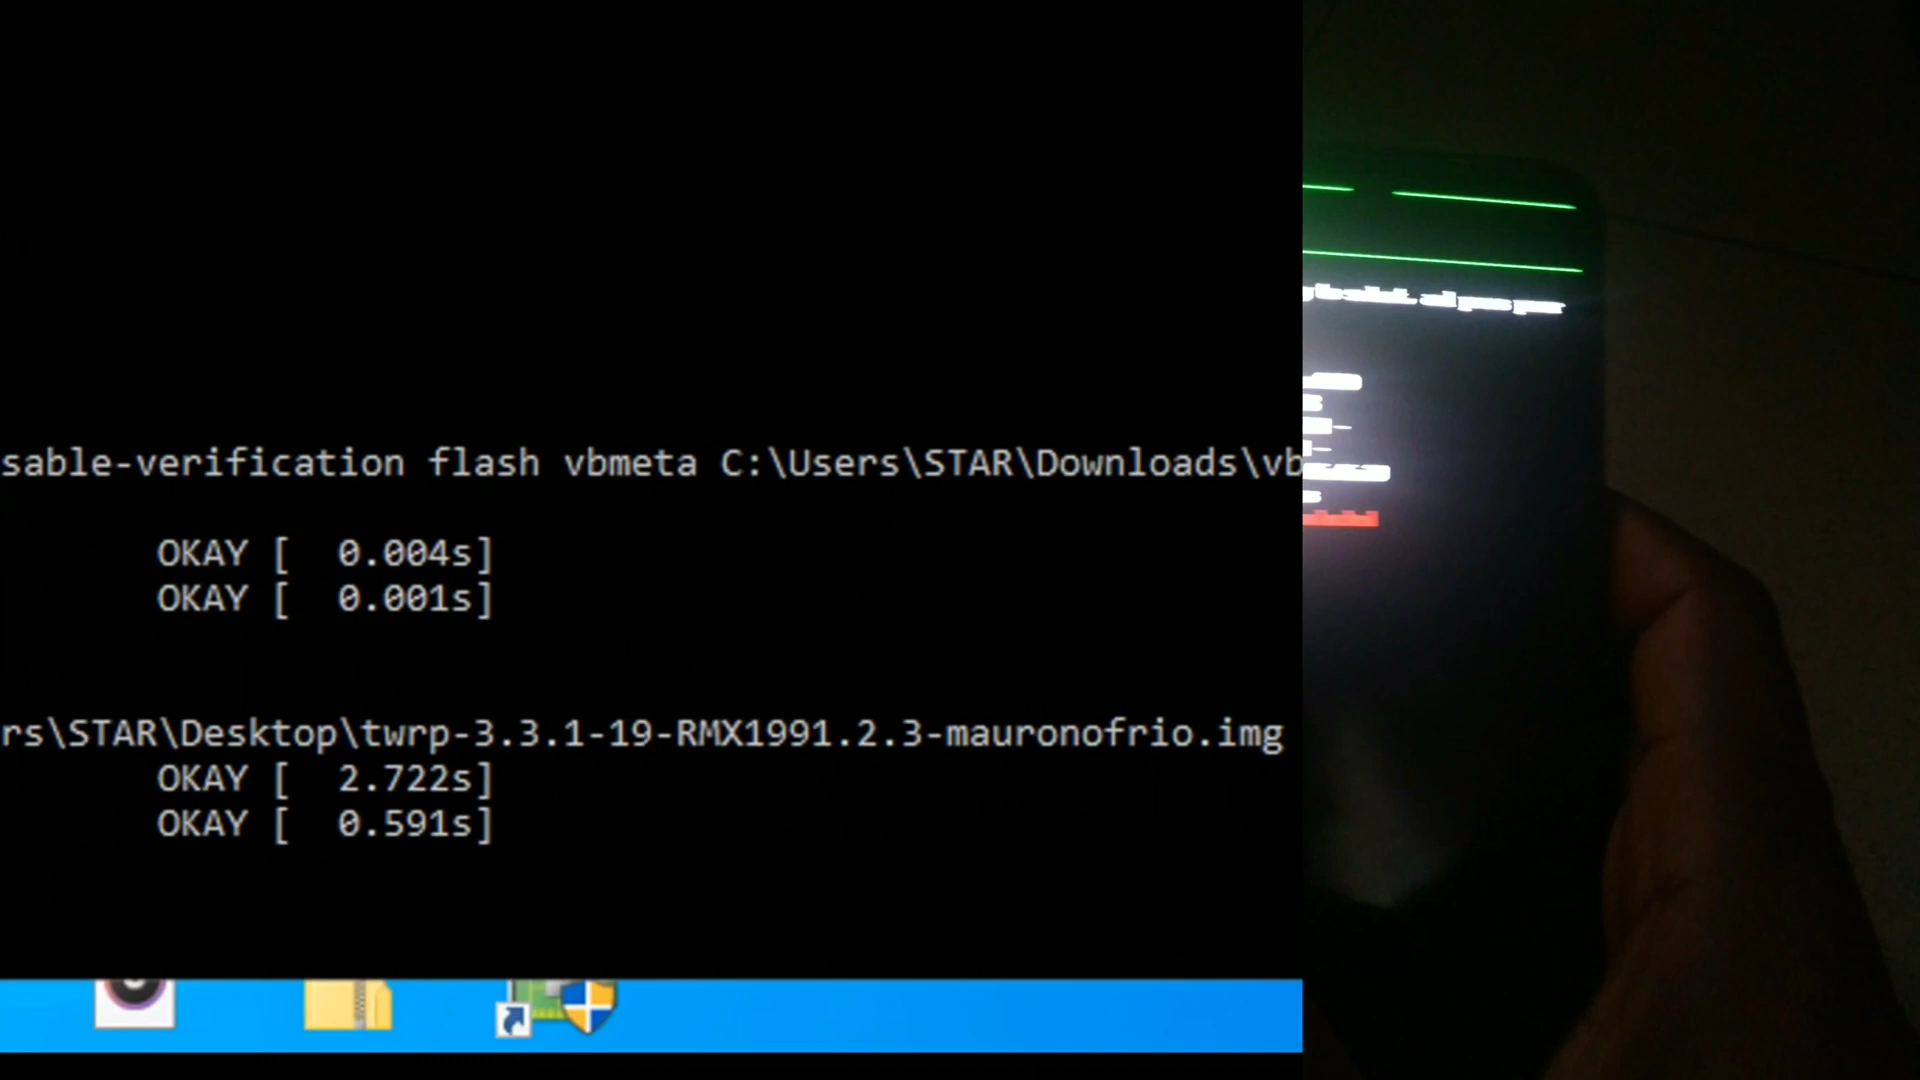 sable-verification flash vbmeta C:\Users\STAR\Downloads\vb
OKAY [  0.004s]
OKAY [  0.001s]
rs\STAR\Desktop\twrp-3.3.1-19-RMX1991.2.3-mauronofrio.img
OKAY [  2.722s]
OKAY [  0.591s]